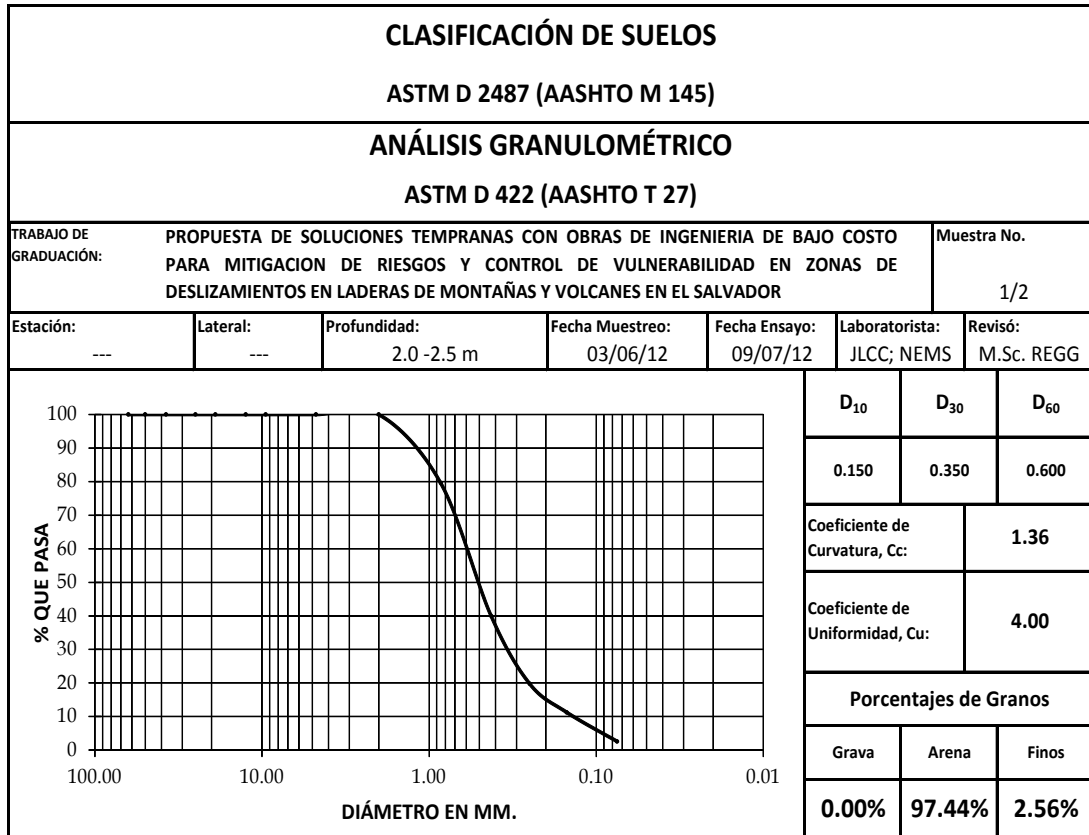 CLASIFICACIÓN DE SUELOS
ASTM D 2487 (AASHTO M 145)
ANÁLISIS GRANULOMÉTRICO
ASTM D 422 (AASHTO T 27)
TRABAJO DE GRADUACIÓN:
PROPUESTA DE SOLUCIONES TEMPRANAS CON OBRAS DE INGENIERIA DE BAJO COSTO
PARA MITIGACION DE RIESGOS Y CONTROL DE VULNERABILIDAD EN ZONAS DE
DESLIZAMIENTOS EN LADERAS DE MONTAÑAS Y VOLCANES EN EL SALVADOR
Muestra No.
1/2
Estación:
---
Lateral:
---
Profundidad:
2.0 -2.5 m
Fecha Muestreo:
03/06/12
Fecha Ensayo:
09/07/12
Laboratorista:
JLCC; NEMS
Revisó:
M.Sc. REGG
% QUE PASA
100
90
80
70
60
50
40
30
20
10
0
100.00 10.00 1.00 0.10 0.01
DIÁMETRO EN MM.
D10 D30 D60
0.150 0.350 0.600
Coeficiente de
Curvatura, Cc:
1.36
Coeficiente de
Uniformidad, Cu:
4.00
Porcentajes de Granos
Grava Arena Finos
0.00% 97.44% 2.56%